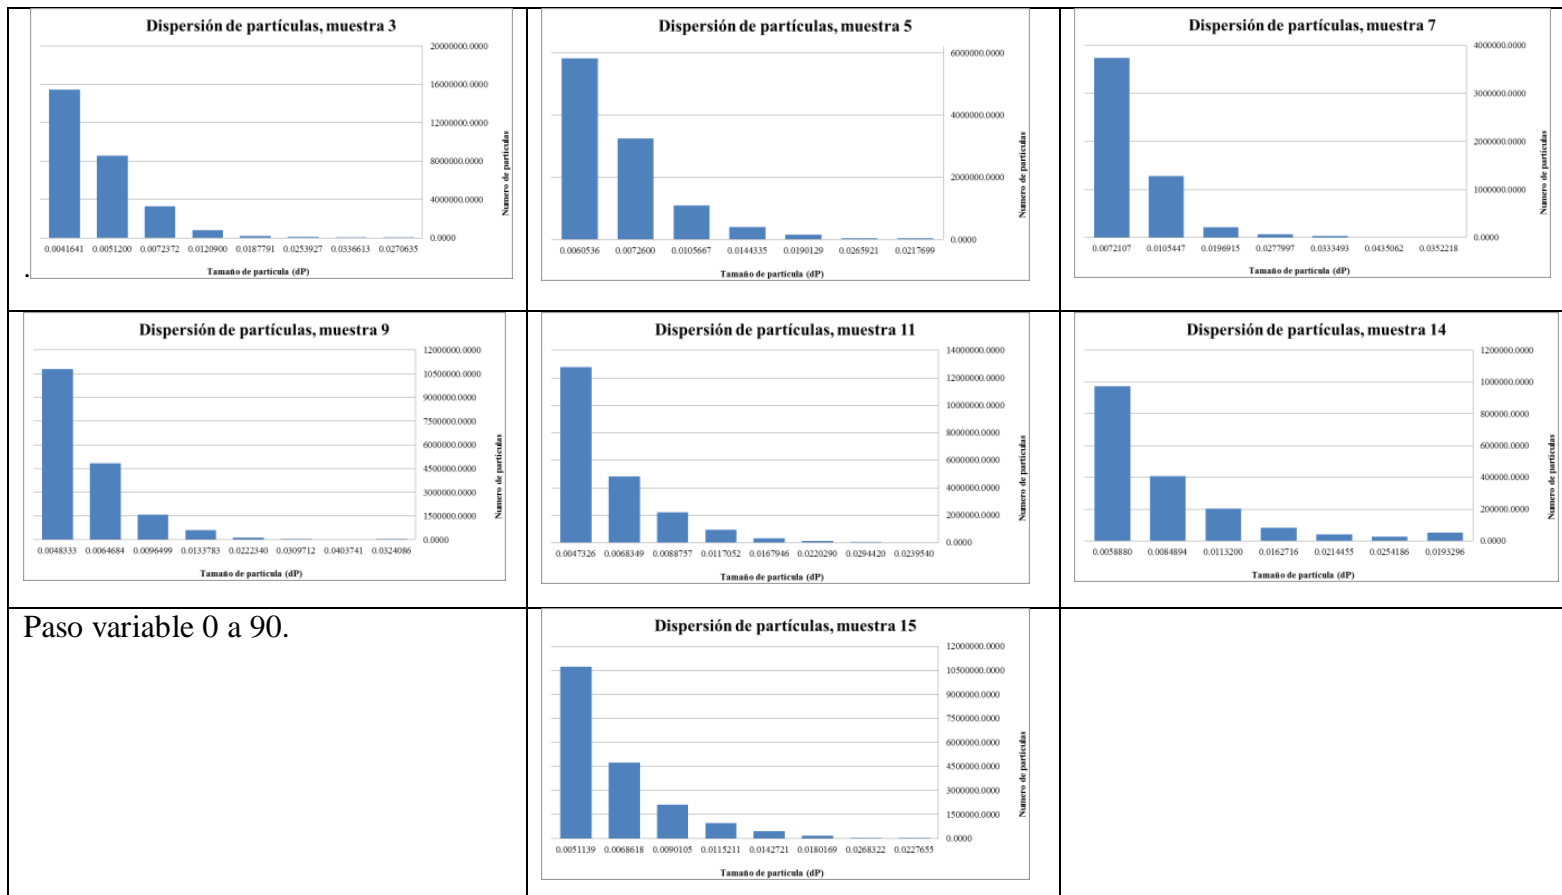 Dispersión de partículas, muestra 3
20000000.0000
16000000.0000
12000000.0000
8000000.0000
4000000.0000
0.0000
Numero de partículas
0.0041641 0.0051200 0.0072372 0.0120900 0.0187791 0.0253927 0.0336613 0.0270635
Tamaño de partícula (dP)
.
Dispersión de partículas, muestra 5
6000000.0000
4000000.0000
2000000.0000
0.0000
Numero de partículas
0.0060536 0.0072600 0.0105667 0.0144335 0.0190129 0.0265921 0.0217699
Tamaño de partícula (dP)
Dispersión de partículas, muestra 7
4000000.0000
3000000.0000
2000000.0000
1000000.0000
0.0000
Numero de partículas
0.0072107 0.0105447 0.0196915 0.0277997 0.0333493 0.0435062 0.0352218
Tamaño de partícula (dP)
Dispersión de partículas, muestra 9
12000000.0000
10500000.0000
9000000.0000
7500000.0000
6000000.0000
4500000.0000
3000000.0000
1500000.0000
0.0000
Numero de partículas
0.0048333 0.0064684 0.0096499 0.0133783 0.0222340 0.0309712 0.0403741 0.0324086
Tamaño de partícula (dP)
Dispersión de partículas, muestra 11
14000000.0000
12000000.0000
10000000.0000
8000000.0000
6000000.0000
4000000.0000
2000000.0000
0.0000
Numero de partículas
0.0047326 0.0068349 0.0088757 0.0117052 0.0167946 0.0220290 0.0294420 0.0239540
Tamaño de partícula (dP)
Dispersión de partículas, muestra 14
1200000.0000
1000000.0000
800000.0000
600000.0000
400000.0000
200000.0000
0.0000
Numero de partículas
0.0058880 0.0084894 0.0113200 0.0162716 0.0214455 0.0254186 0.0193296
Tamaño de partícula (dP)
Paso variable 0 a 90.
Dispersión de partículas, muestra 15
12000000.0000
10500000.0000
9000000.0000
7500000.0000
6000000.0000
4500000.0000
3000000.0000
1500000.0000
0.0000
Numero de partículas
0.0051139 0.0068618 0.0090105 0.0115211 0.0142721 0.0180169 0.0268322 0.0227655
Tamaño de partícula (dP)